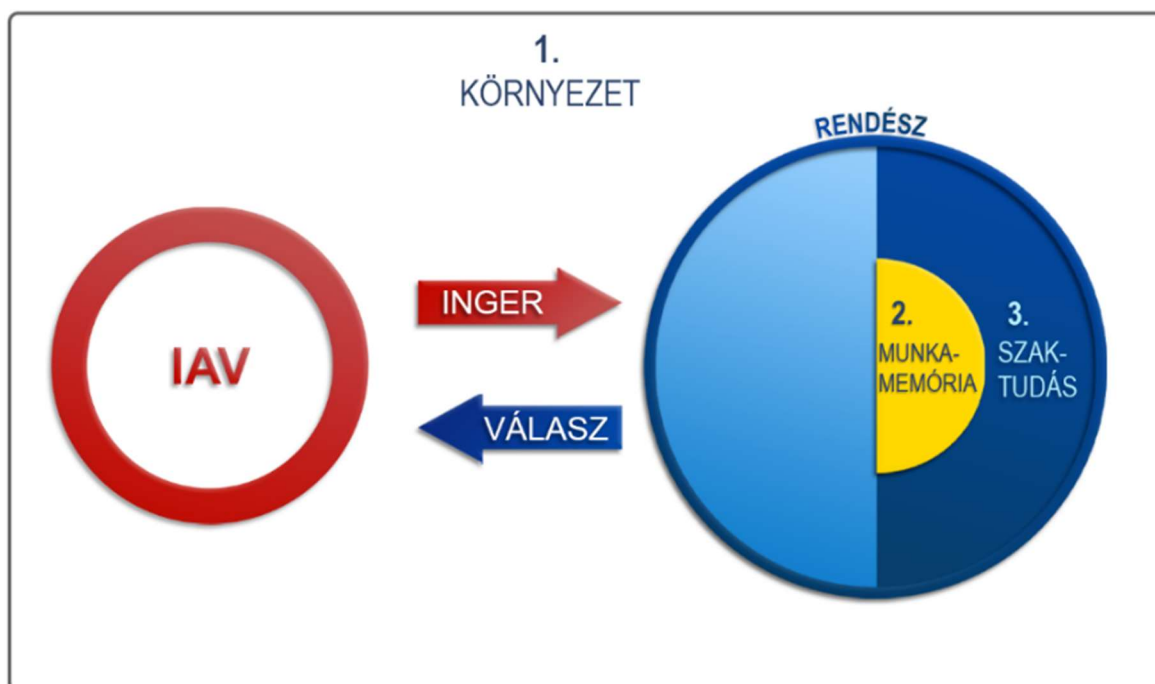 1.
KÖRNYEZET
RENDÉSZ
IAV
INGER
VÁLASZ
2.
MUNKA-
MEMÓRIA
3.
SZAK-
TUDÁS